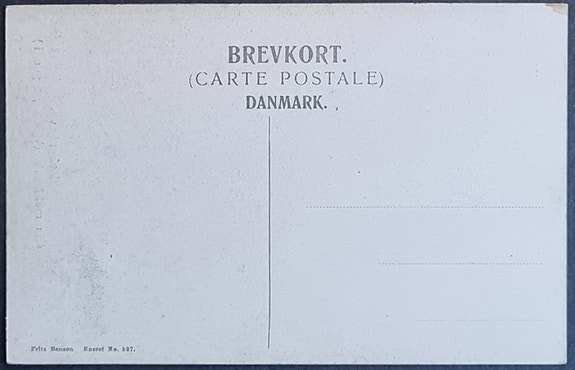 BREVKORT.
(CARTE POSTALE)
DANMARK.
Fritz Benzen Eneret No. 527.